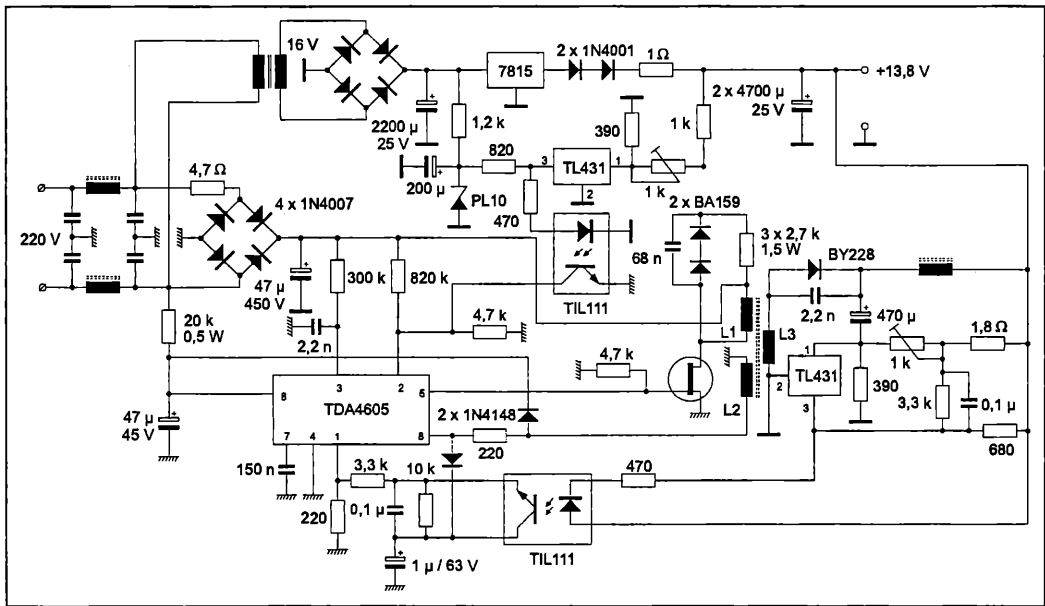 16 V
7815
2 x 1N4001
1 Ω
+13,8 V
2200 µ
25 V
+
1,2 k
390
1 k
2 x 4700 µ
25 V
+
200 µ
+
820
3
TL431
1
2
1 k
4,7 Ω
PL10
470
2 x BA159
4 x 1N4007
220 V
47 µ
450 V
+
300 k
820 k
TIL111
68 n
3 x 2,7 k
1,5 W
BY228
20 k
0,5 W
2,2 n
4,7 k
L1
2,2 n
470 µ
+
1,8 Ω
L3
1 k
4,7 k
L2
1
TL431
2
3
390
3,3 k
0,1 µ
47 µ
45 V
+
6
3
2
5
TDA4605
7
4
1
8
2 x 1N4148
220
680
150 n
3,3 k
10 k
470
220
0,1 µ
1 µ / 63 V
+
TIL111